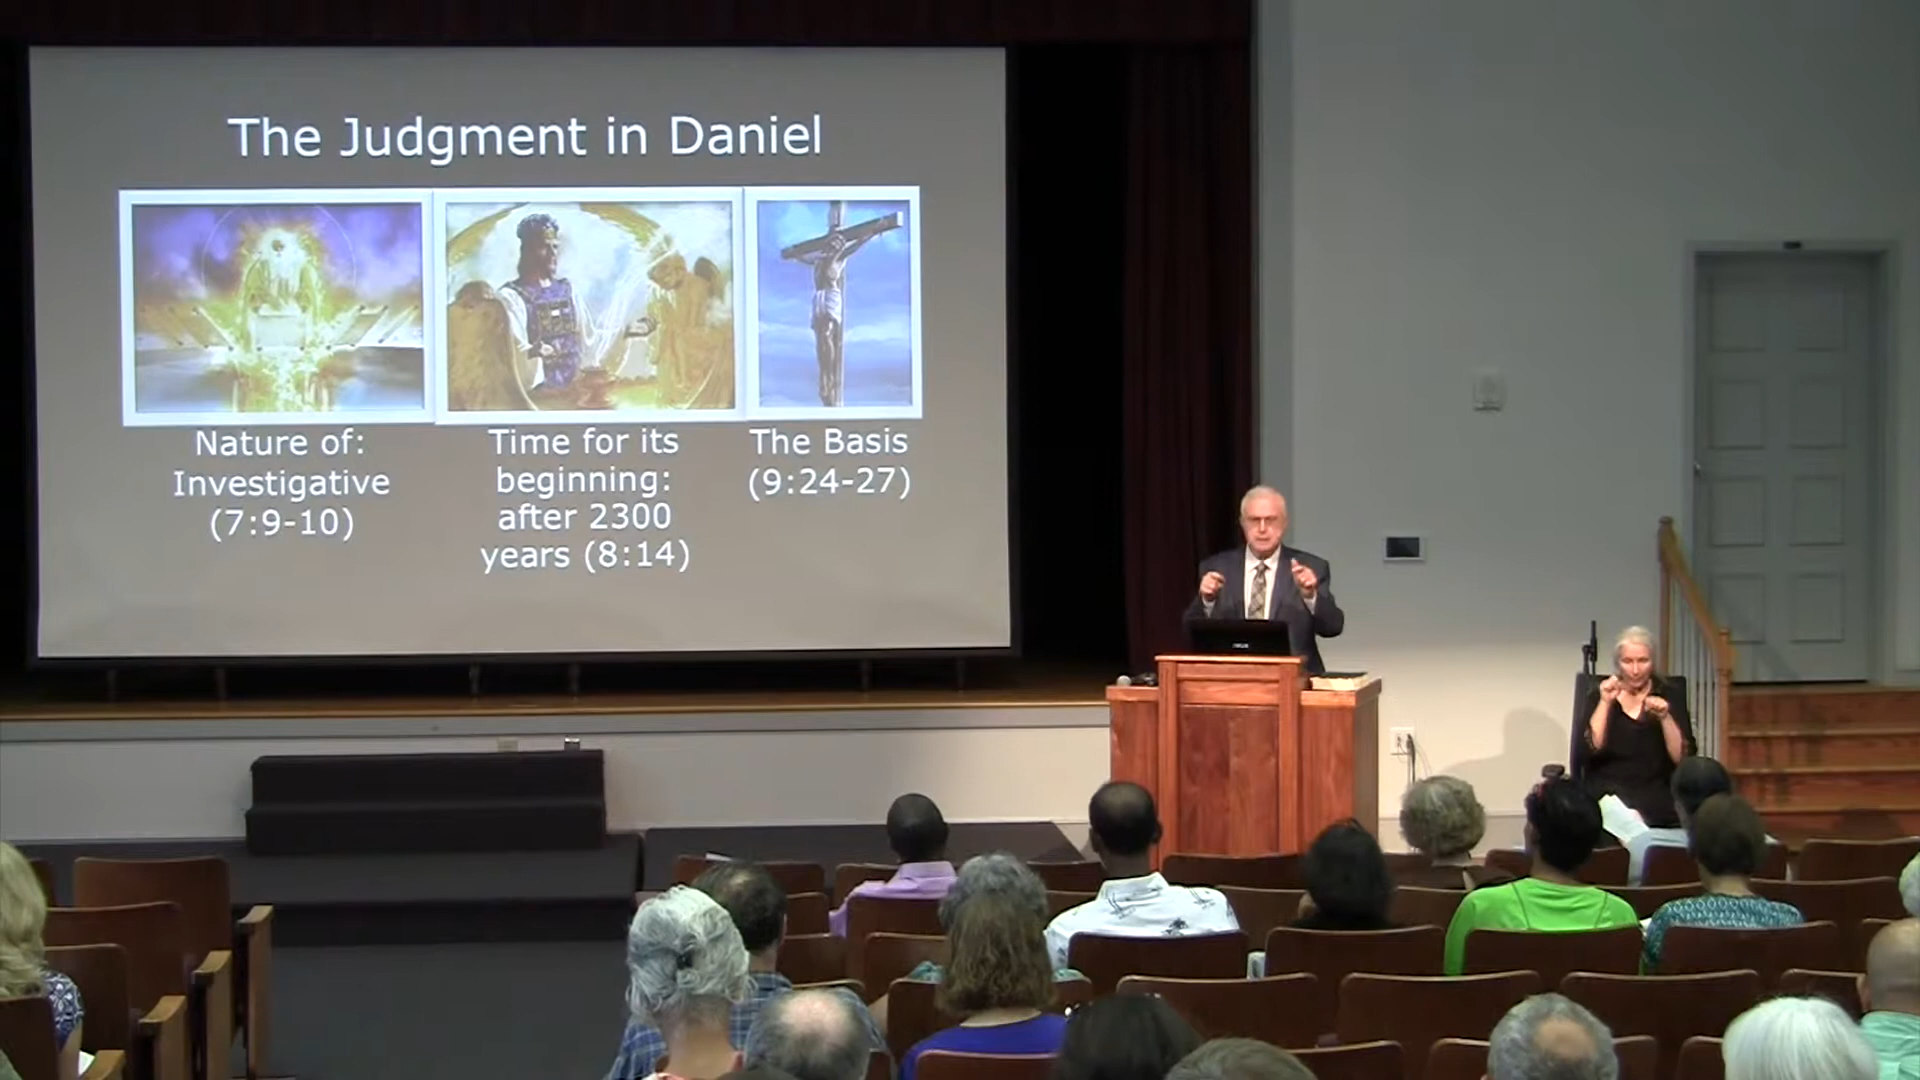 The Judgment in Daniel
Nature of:
Investigative
(7:9-10)
Time for its
beginning:
after 2300
years (8:14)
The Basis
(9:24-27)